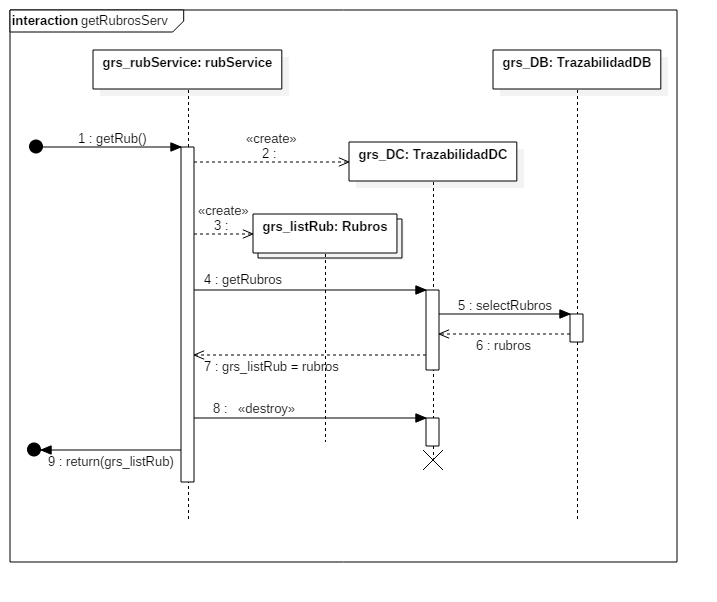 interaction getRubrosServ
grs_rubService: rubService
grs_DB: TrazabilidadDB
1 : getRub()
«create»
2 :
grs_DC: TrazabilidadDC
«create»
3 :
grs_listRub: Rubros
4 : getRubros
5 : selectRubros
6 : rubros
7 : grs_listRub = rubros
8 : «destroy»
9 : return(grs_listRub)